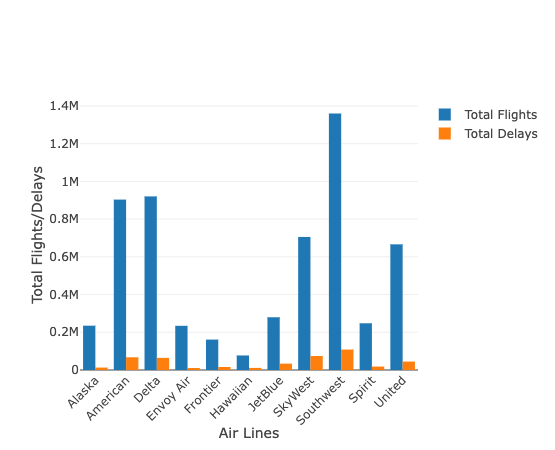 1.4M
1.2M
1M
0.8M
0.6M
0.4M
0.2M
0
Total Flights/Delays
Total Flights
Total Delays
Alaska
American
Delta
Envoy Air
Frontier
Hawaiian
JetBlue
SkyWest
Southwest
Spirit
United
Air Lines